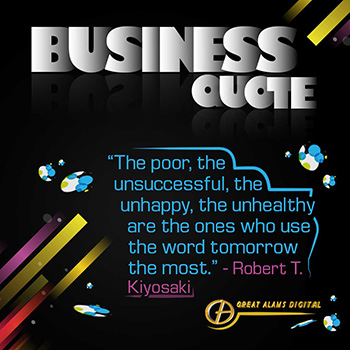 BUSINESS
QUOTE
“The poor, the
unsuccessful, the
unhappy, the unhealthy
are the ones who use
the word tomorrow
the most.” - Robert T.
Kiyosaki
GREAT ALAMS DIGITAL